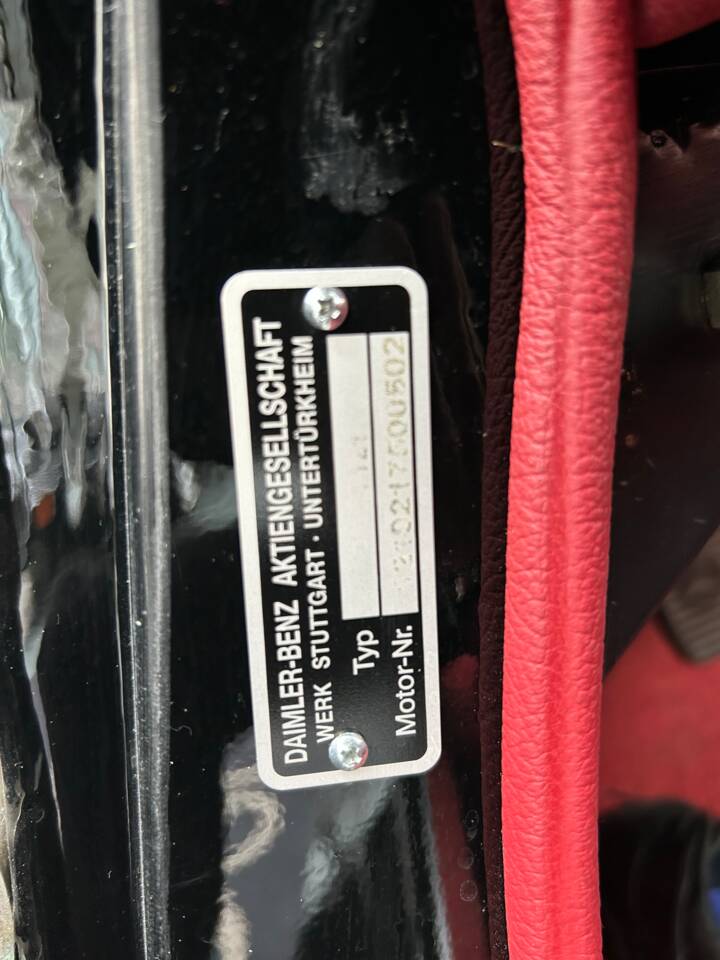 DAIMLER-BENZ AKTIENGESELLSCHAFT
WERK STUTTGART · UNTERTÜRKHEIM
Typ
Motor-Nr.